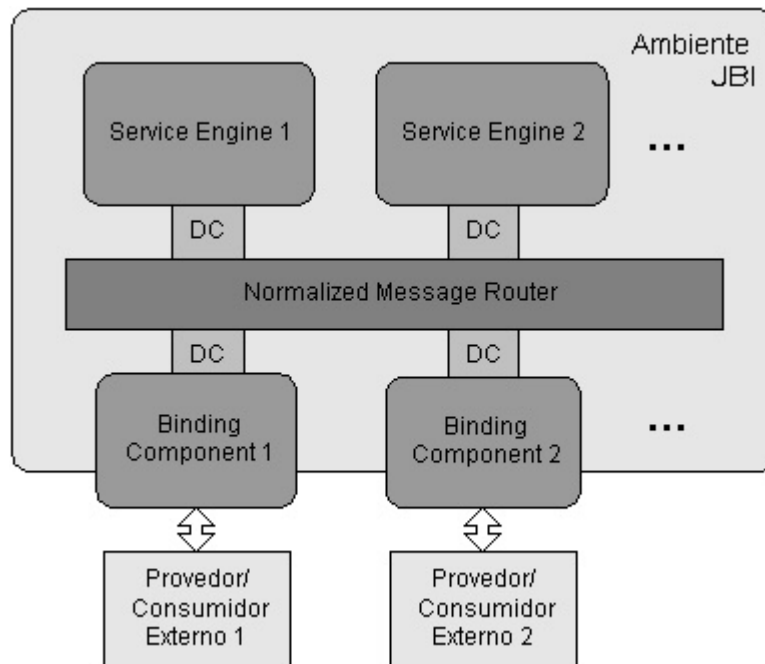 Ambiente
JBI
Service Engine 1
Service Engine 2
...
DC
DC
Normalized Message Router
DC
DC
Binding
Component 1
Binding
Component 2
...
Provedor/
Consumidor
Externo 1
Provedor/
Consumidor
Externo 2